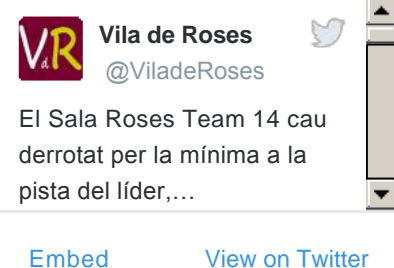 VdR
Vila de Roses
@ViladeRoses
El Sala Roses Team 14 cau
derrotat per la mínima a la
pista del líder,…
Embed View on Twitter